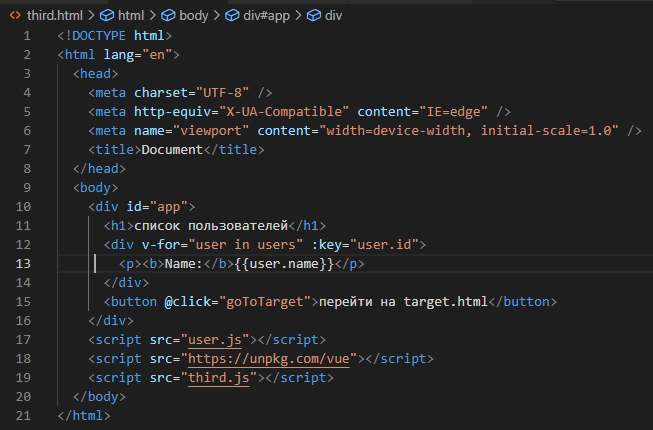 third.html > html > body > div#app > div
1 <!DOCTYPE html>
2 <html lang="en">
3 <head>
4 <meta charset="UTF-8" />
5 <meta http-equiv="X-UA-Compatible" content="IE=edge" />
6 <meta name="viewport" content="width=device-width, initial-scale=1.0" />
7 <title>Document</title>
8 </head>
9 <body>
10 <div id="app">
11 <h1>список пользователей</h1>
12 <div v-for="user in users" :key="user.id">
13 <p><b>Name:</b>{{user.name}}</p>
14 </div>
15 <button @click="goToTarget">перейти на target.html</button>
16 </div>
17 <script src="user.js"></script>
18 <script src="https://unpkg.com/vue"></script>
19 <script src="third.js"></script>
20 </body>
21 </html>